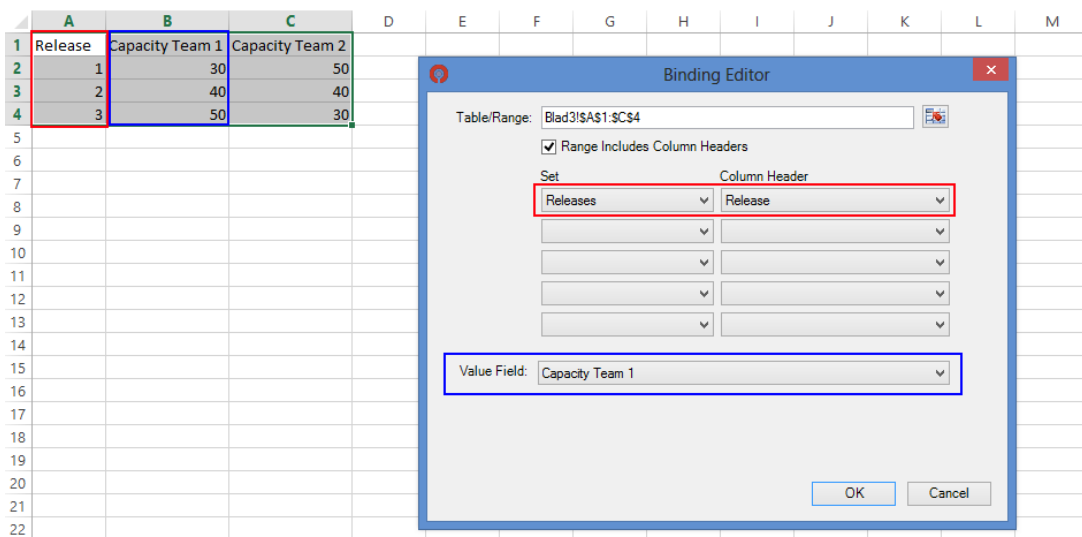 A B C D E F G H I J K L M
1 Release Capacity Team 1 Capacity Team 2
2 1 30 50
3 2 40 40
4 3 50 30
5
6
7
8
9
10
11
12
13
14
15
16
17
18
19
20
21
22
Binding Editor
Table/Range: Blad3!$A$1:$C$4
Range Includes Column Headers
Set Column Header
Releases Release
Value Field: Capacity Team 1
OK Cancel